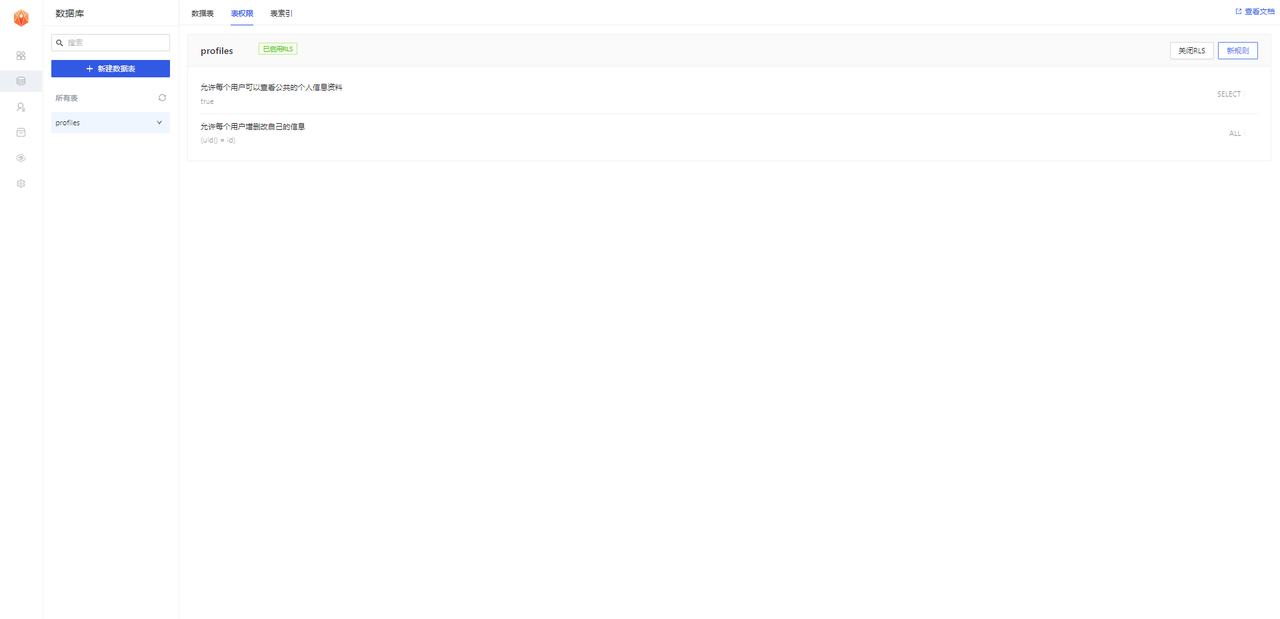 数据库
数据表 表权限 表索引
查看文档
搜索
新建数据表
所有表
profiles
profiles 已启用RLS
关闭RLS 新规则
允许每个用户可以查看公共的个人信息资料
true
SELECT
允许每个用户增删改自己的信息
(uid() = id)
ALL